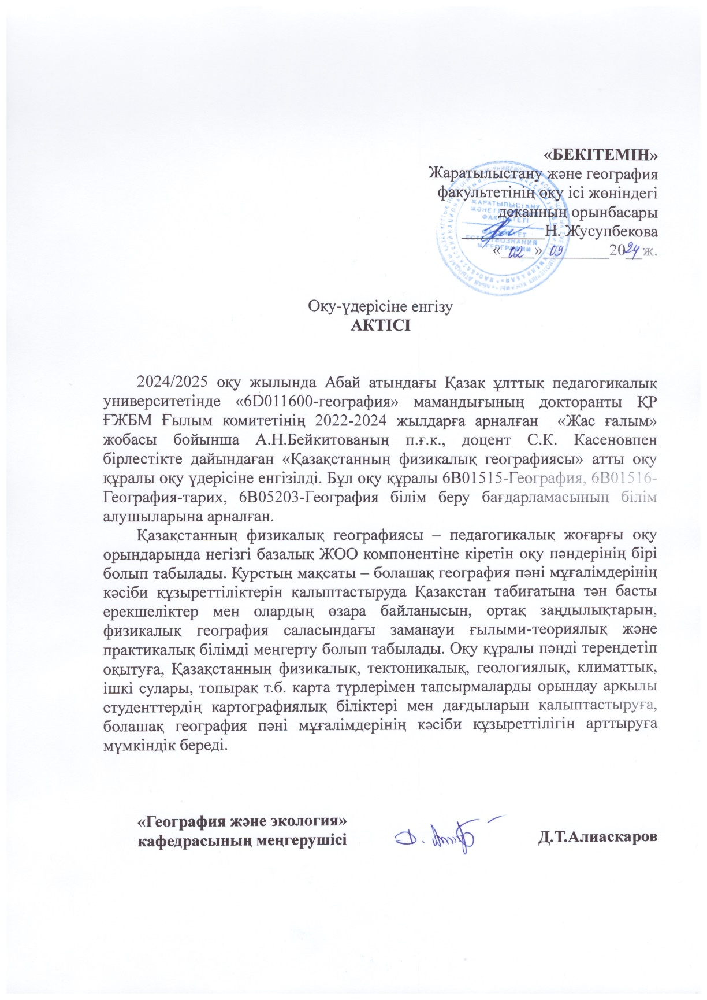 «БЕКІТЕМІН»
Жаратылыстану және география
факультетінің оқу ісі жөніндегі
деканның орынбасары
__________Н. Жусупбекова
«_02_»_09_______2024ж.
ЖАРАТЫЛЫСТАНУ
ФАКУЛЬТЕТІ
Оқу-үдерісіне енгізу
АКТІСІ
2024/2025 оқу жылында Абай атындағы Қазақ ұлттық педагогикалық
университетінде «6D011600-география» мамандығының докторанты ҚР
ҒЖБМ Ғылым комитетінің 2022-2024 жылдарға арналған «Жас ғалым»
жобасы бойынша А.Н.Бейкитованың п.ғ.к., доцент С.К. Касеновпен
бірлестікте дайындаған «Қазақстанның физикалық географиясы» атты оқу
құралы оқу үдерісіне енгізілді. Бұл оқу құралы 6В01515-География, 6В01516-
География-тарих, 6В05203-География білім беру бағдарламасының білім
алушыларына арналған.
Қазақстанның физикалық географиясы – педагогикалық жоғарғы оқу
орындарында негізгі базалық ЖОО компонентіне кіретін оқу пәндерінің бірі
болып табылады. Курстың мақсаты – болашақ география пәні мұғалімдерінің
кәсіби құзыреттіліктерін қалыптастыруда Қазақстан табиғатына тән басты
ерекшеліктер мен олардың өзара байланысын, ортақ заңдылықтарын,
физикалық география саласындағы заманауи ғылыми-теориялық және
практикалық білімді меңгерту болып табылады. Оқу құралы пәнді тереңдетіп
оқытуға, Қазақстанның физикалық, тектоникалық, геологиялық, климаттық,
ішкі сулары, топырақ т.б. карта түрлерімен тапсырмаларды орындау арқылы
студенттердің картографиялық біліктері мен дағдыларын қалыптастыруға,
болашақ география пәні мұғалімдерінің кәсіби құзыреттілігін арттыруға
мүмкіндік береді.
«География және экология»
кафедрасының меңгерушісі Д.Т.Алиаскаров